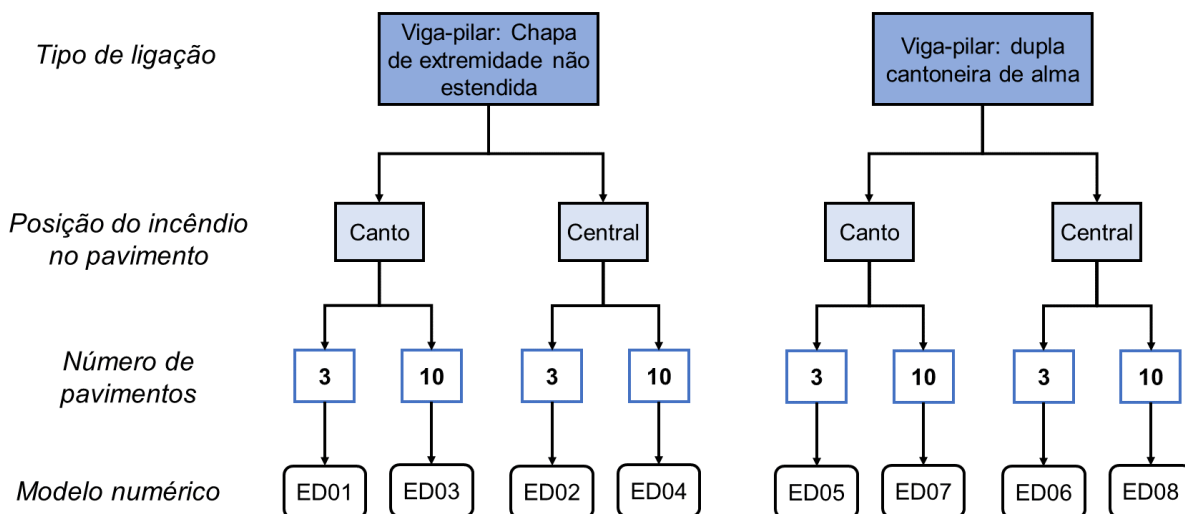 Tipo de ligação
Viga-pilar: Chapa
de extremidade não
estendida
Viga-pilar: dupla
cantoneira de alma
Posição do incêndio
no pavimento
Canto
Central
Canto
Central
Número de
pavimentos
3
10
3
10
3
10
3
10
Modelo numérico
ED01
ED03
ED02
ED04
ED05
ED07
ED06
ED08